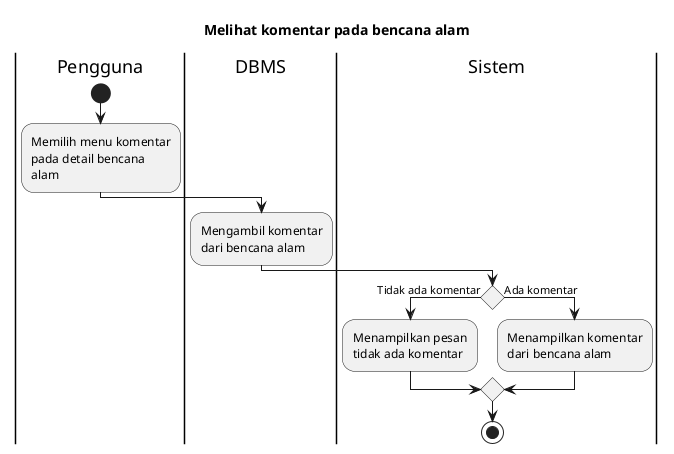 Melihat komentar pada bencana alam
Pengguna
DBMS
Sistem
Memilih menu komentar
pada detail bencana
alam
Mengambil komentar
dari bencana alam
Tidak ada komentar
Ada komentar
Menampilkan pesan
tidak ada komentar
Menampilkan komentar
dari bencana alam